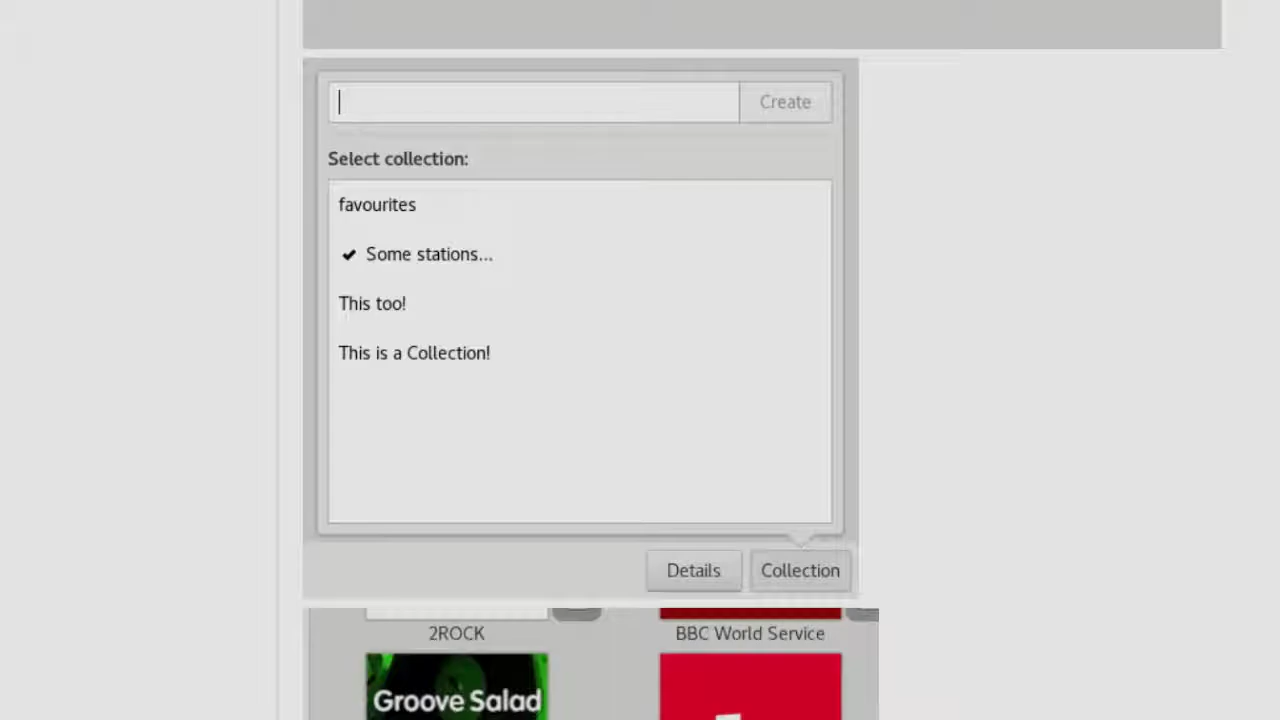 Create
Select collection:
favourites
Some stations...
This too!
This is a Collection!
Details Collection
2ROCK BBC World Service
Groove Salad